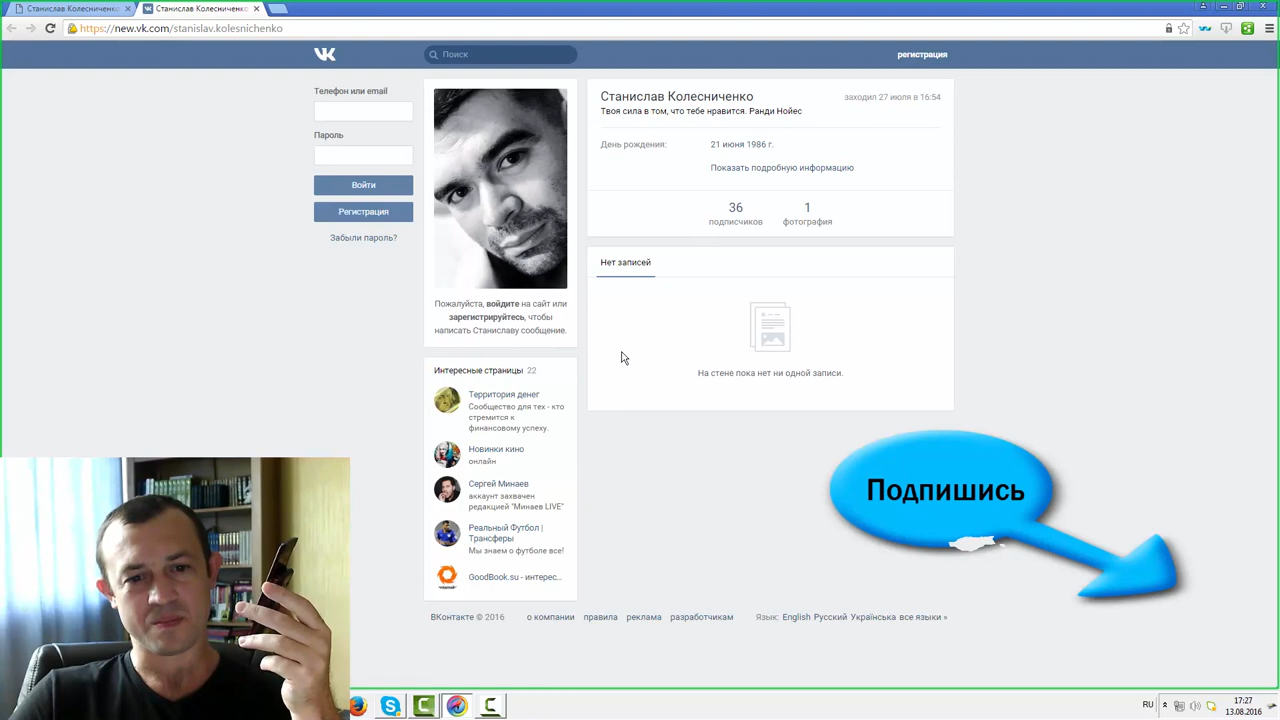 Станислав Колесниченко
Станислав Колесниченко
https://new.vk.com/stanislav.kolesnichenko
Поиск
регистрация
Телефон или email
Пароль
Войти
Регистрация
Забыли пароль?
Пожалуйста, войдите на сайт или
зарегистрируйтесь, чтобы
написать Станиславу сообщение.
Интересные страницы 22
Территория денег
Сообщество для тех - кто
стремится к
финансовому успеху.
Новинки кино
онлайн
Сергей Минаев
аккаунт захвачен
редакцией "Минаев LIVE"
Реальный Футбол |
Трансферы
Мы знаем о футболе все!
GoodBook.su - интерес...
Станислав Колесниченко
заходил 27 июля в 16:54
Твоя сила в том, что тебе нравится. Ранди Нойес
День рождения: 21 июня 1986 г.
Показать подробную информацию
36 1
подписчиков фотография
Нет записей
На стене пока нет ни одной записи.
Подпишись
ВКонтакте © 2016 о компании правила реклама разработчикам Язык: English Русский Українська все языки »
RU
17:27
13.08.2016